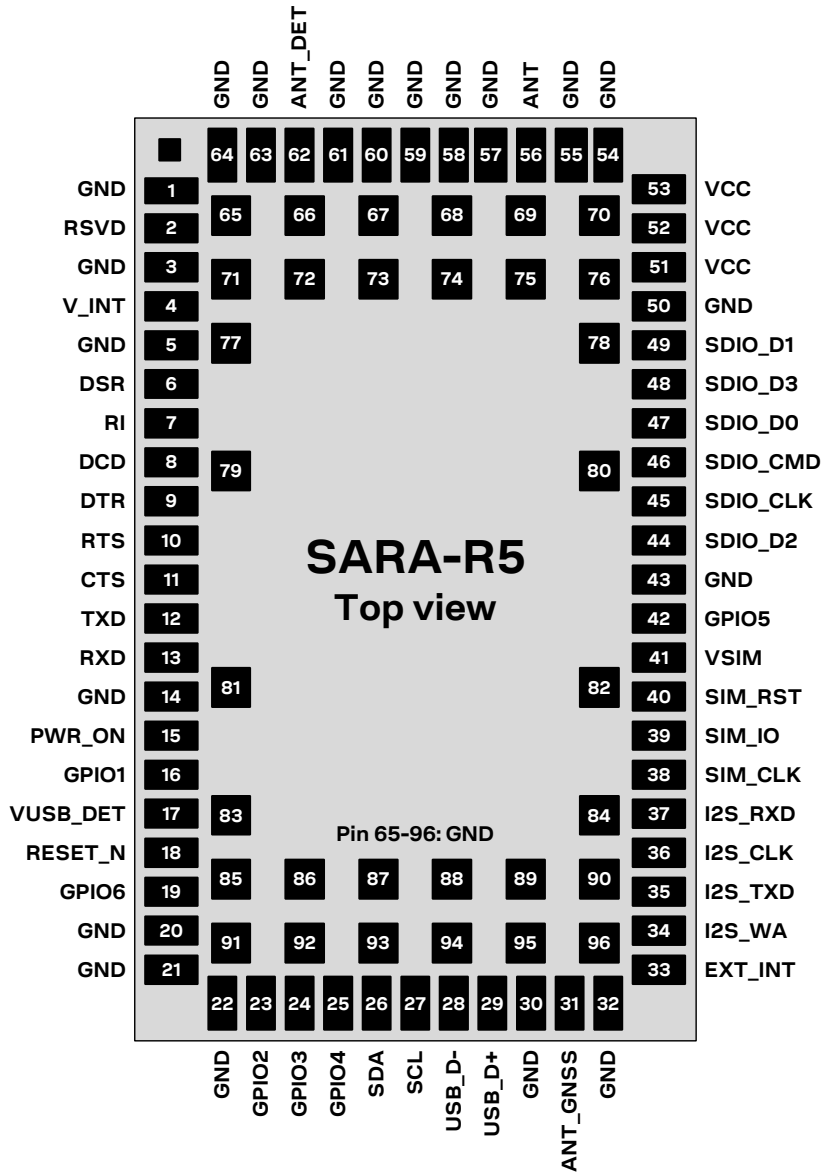 GND GND ANT_DET GND GND GND GND GND ANT GND GND
64 63 62 61 60 59 58 57 56 55 54
GND 1 53 VCC
65 66 67 68 69 70
RSVD 2 52 VCC
GND 3 51 VCC
71 72 73 74 75 76
V_INT 4 50 GND
GND 5 77 78 49 SDIO_D1
DSR 6 48 SDIO_D3
RI 7 47 SDIO_D0
DCD 8 79 80 46 SDIO_CMD
DTR 9 45 SDIO_CLK
RTS 10 44 SDIO_D2
SARA-R5
CTS 11 43 GND
Top view
TXD 12 42 GPIO5
RXD 13 41 VSIM
GND 14 81 82 40 SIM_RST
PWR_ON 15 39 SIM_IO
GPIO1 16 38 SIM_CLK
VUSB_DET 17 83 84 37 I2S_RXD
Pin 65-96: GND
RESET_N 18 36 I2S_CLK
85 86 87 88 89 90
GPIO6 19 35 I2S_TXD
GND 20 34 I2S_WA
91 92 93 94 95 96
GND 21 33 EXT_INT
22 23 24 25 26 27 28 29 30 31 32
GND GPIO2 GPIO3 GPIO4 SDA SCL USB_D- USB_D+ GND ANT_GNSS GND